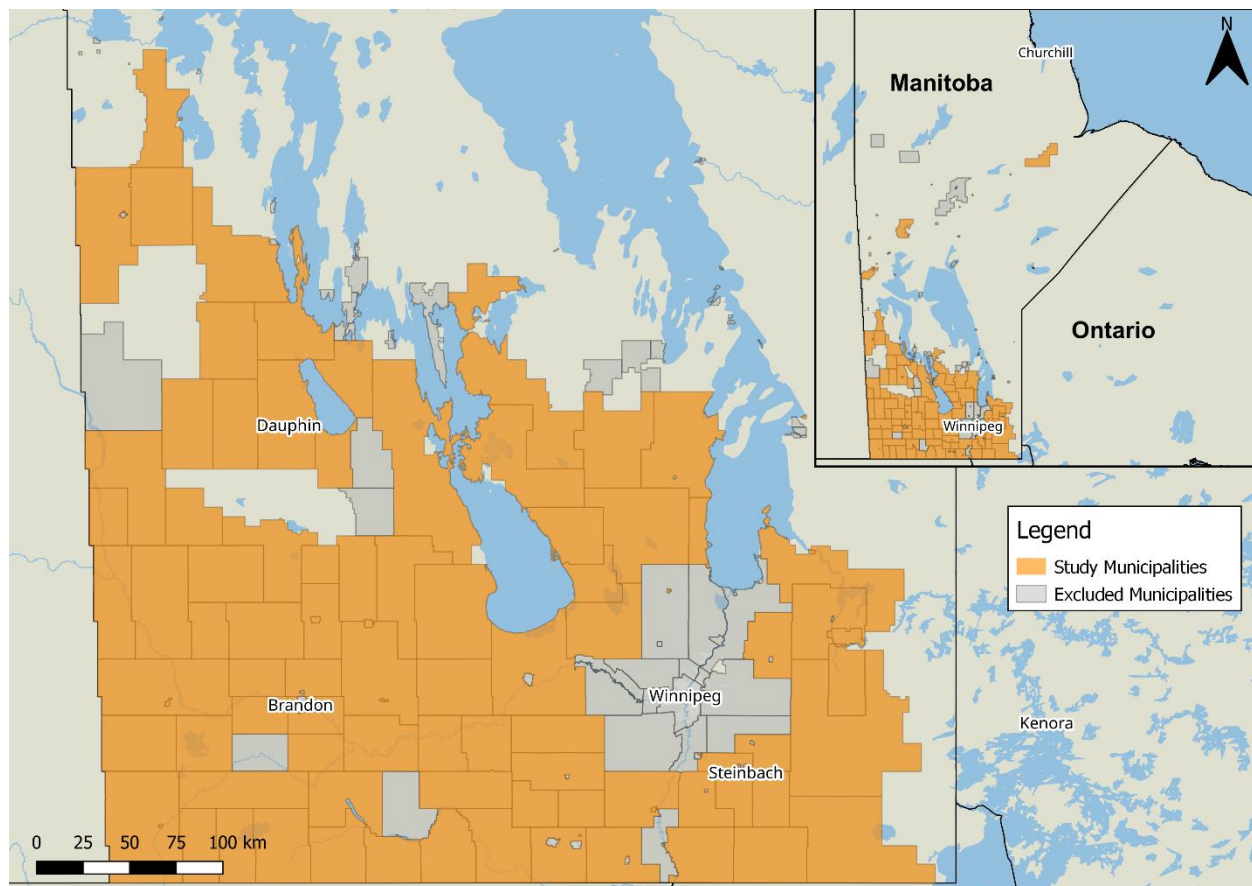 N
Churchill
Manitoba
Ontario
Winnipeg
Dauphin
Legend
Study Municipalities
Excluded Municipalities
Winnipeg
Brandon
Kenora
Steinbach
0 25 50 75 100 km